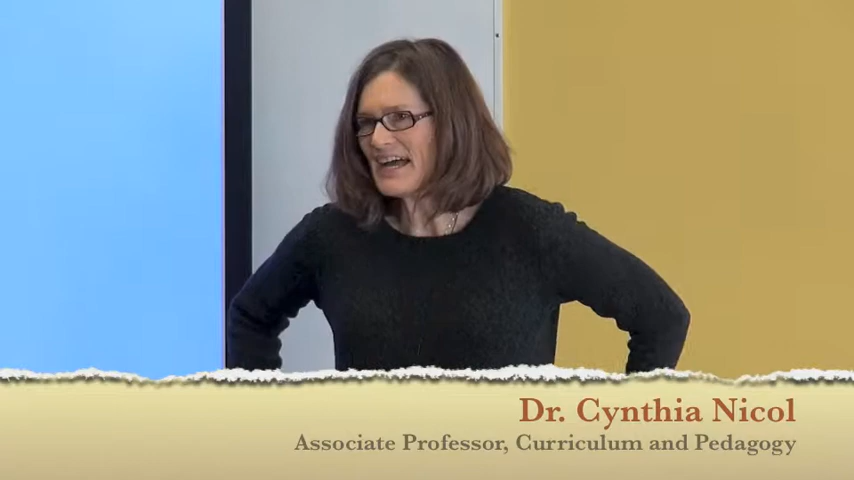 Dr. Cynthia Nicol
Associate Professor, Curriculum and Pedagogy